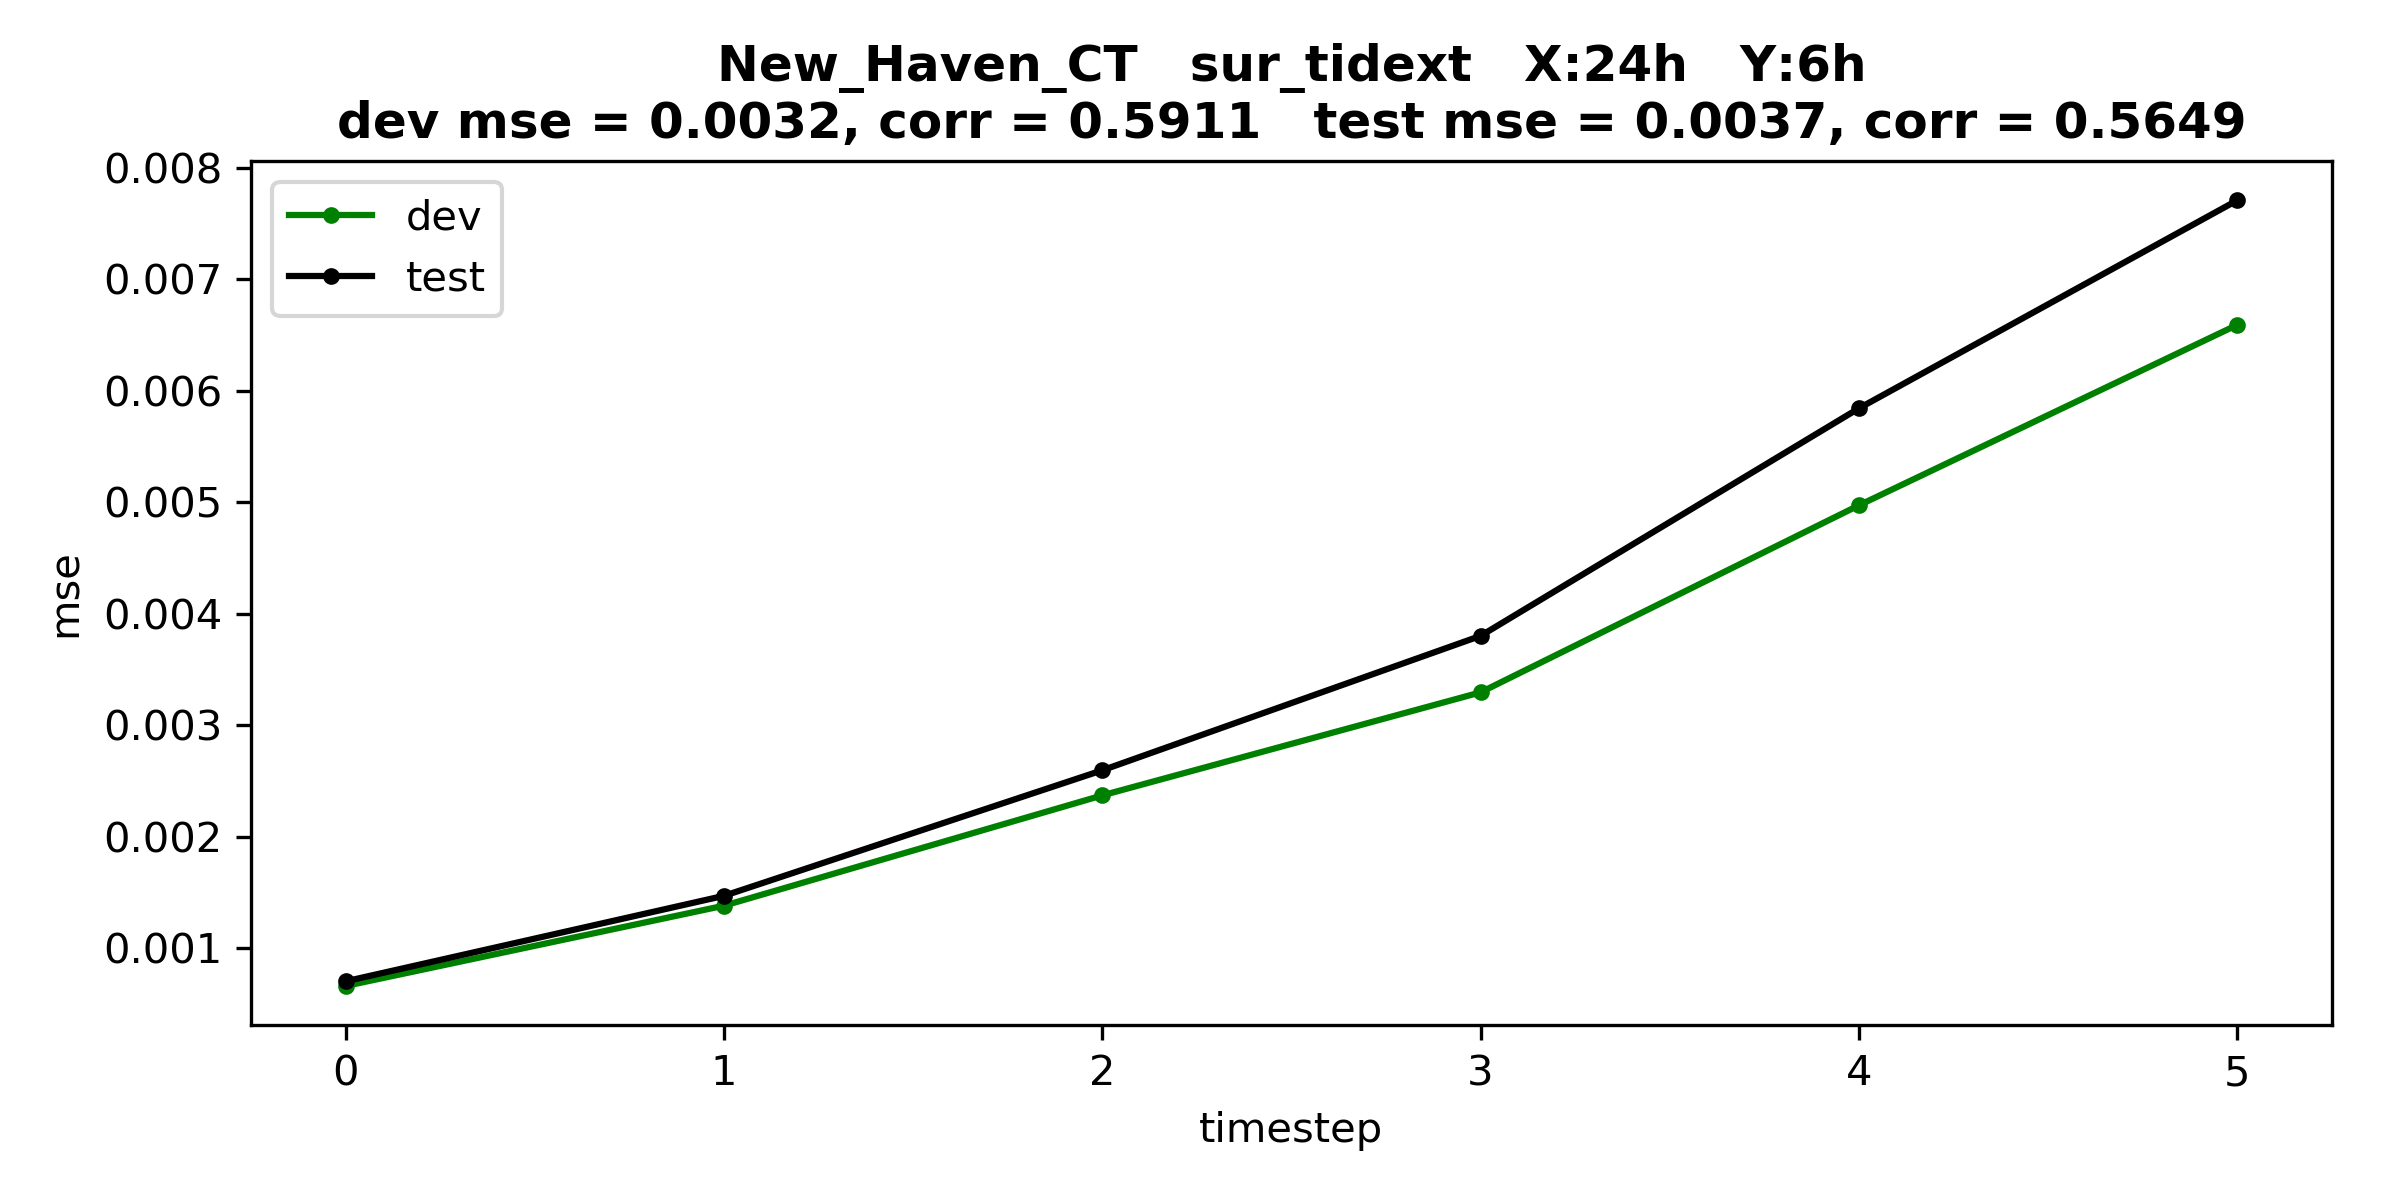 New_Haven_CT   sur_tidext   X:24h   Y:6h
dev mse = 0.0032, corr = 0.5911   test mse = 0.0037, corr = 0.5649
dev
test
mse
0.008
0.007
0.006
0.005
0.004
0.003
0.002
0.001
0 1 2 3 4 5
timestep